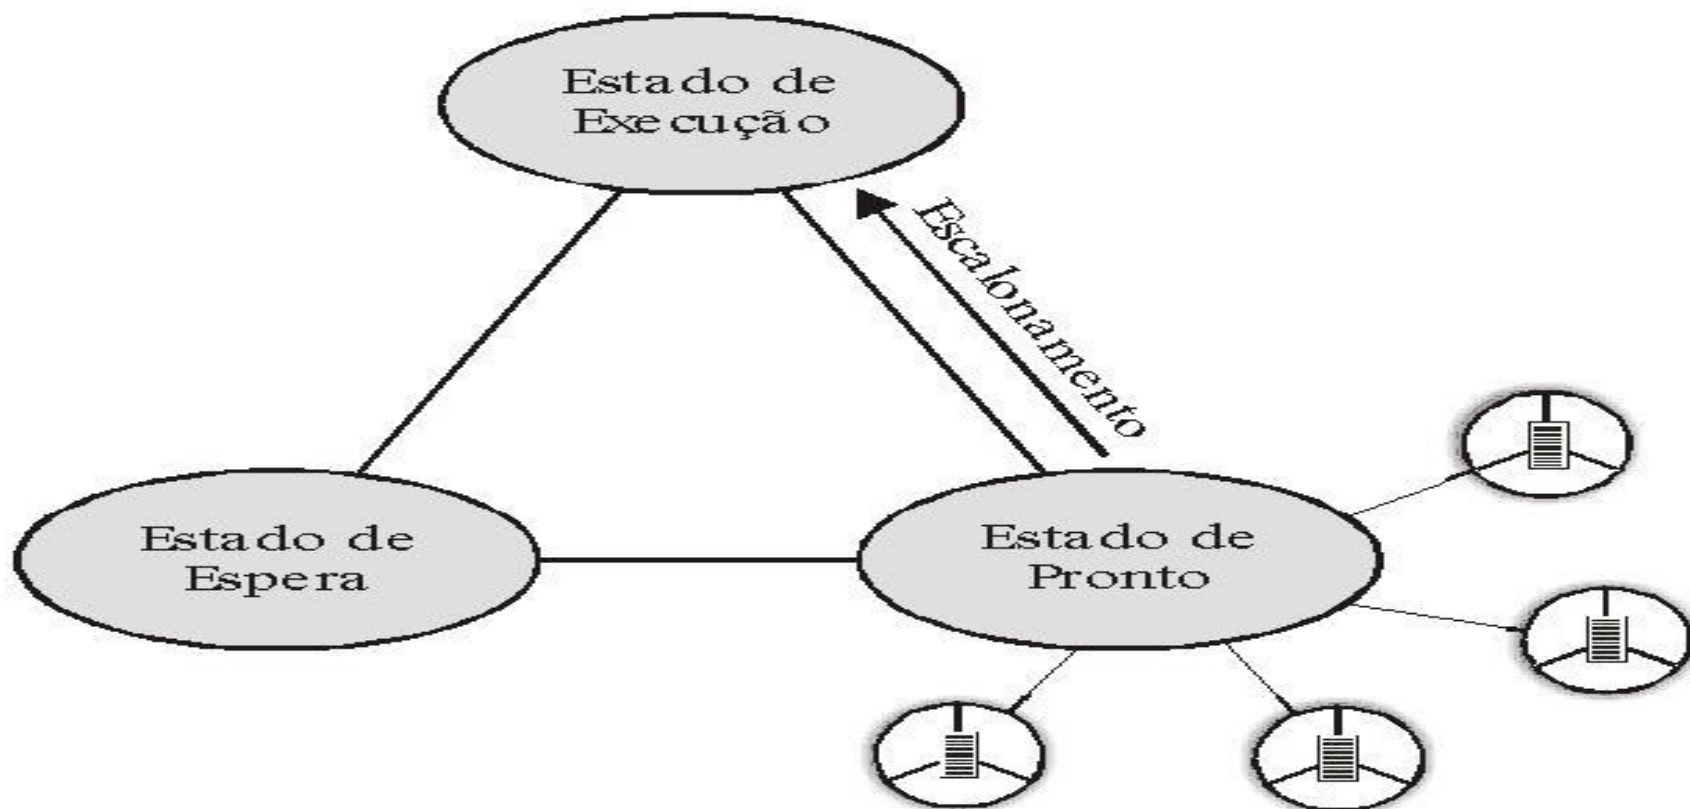 Estado de
Execução
Escalonamento
Estado de
Espera
Estado de
Pronto